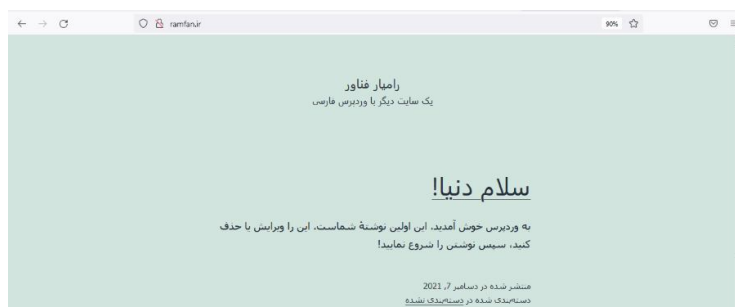 ramfan.ir
90%
رامیار فناور
یک سایت دیگر با وردپرس فارسی
سلام دنیا!
به وردپرس خوش آمدید. این اولین نوشتهٔ شماست. این را ویرایش یا حذف
کنید، سپس نوشتن را شروع نمایید!
منتشر شده در دسامبر 7, 2021
دسته‌بندی شده در دسته‌بندی نشده